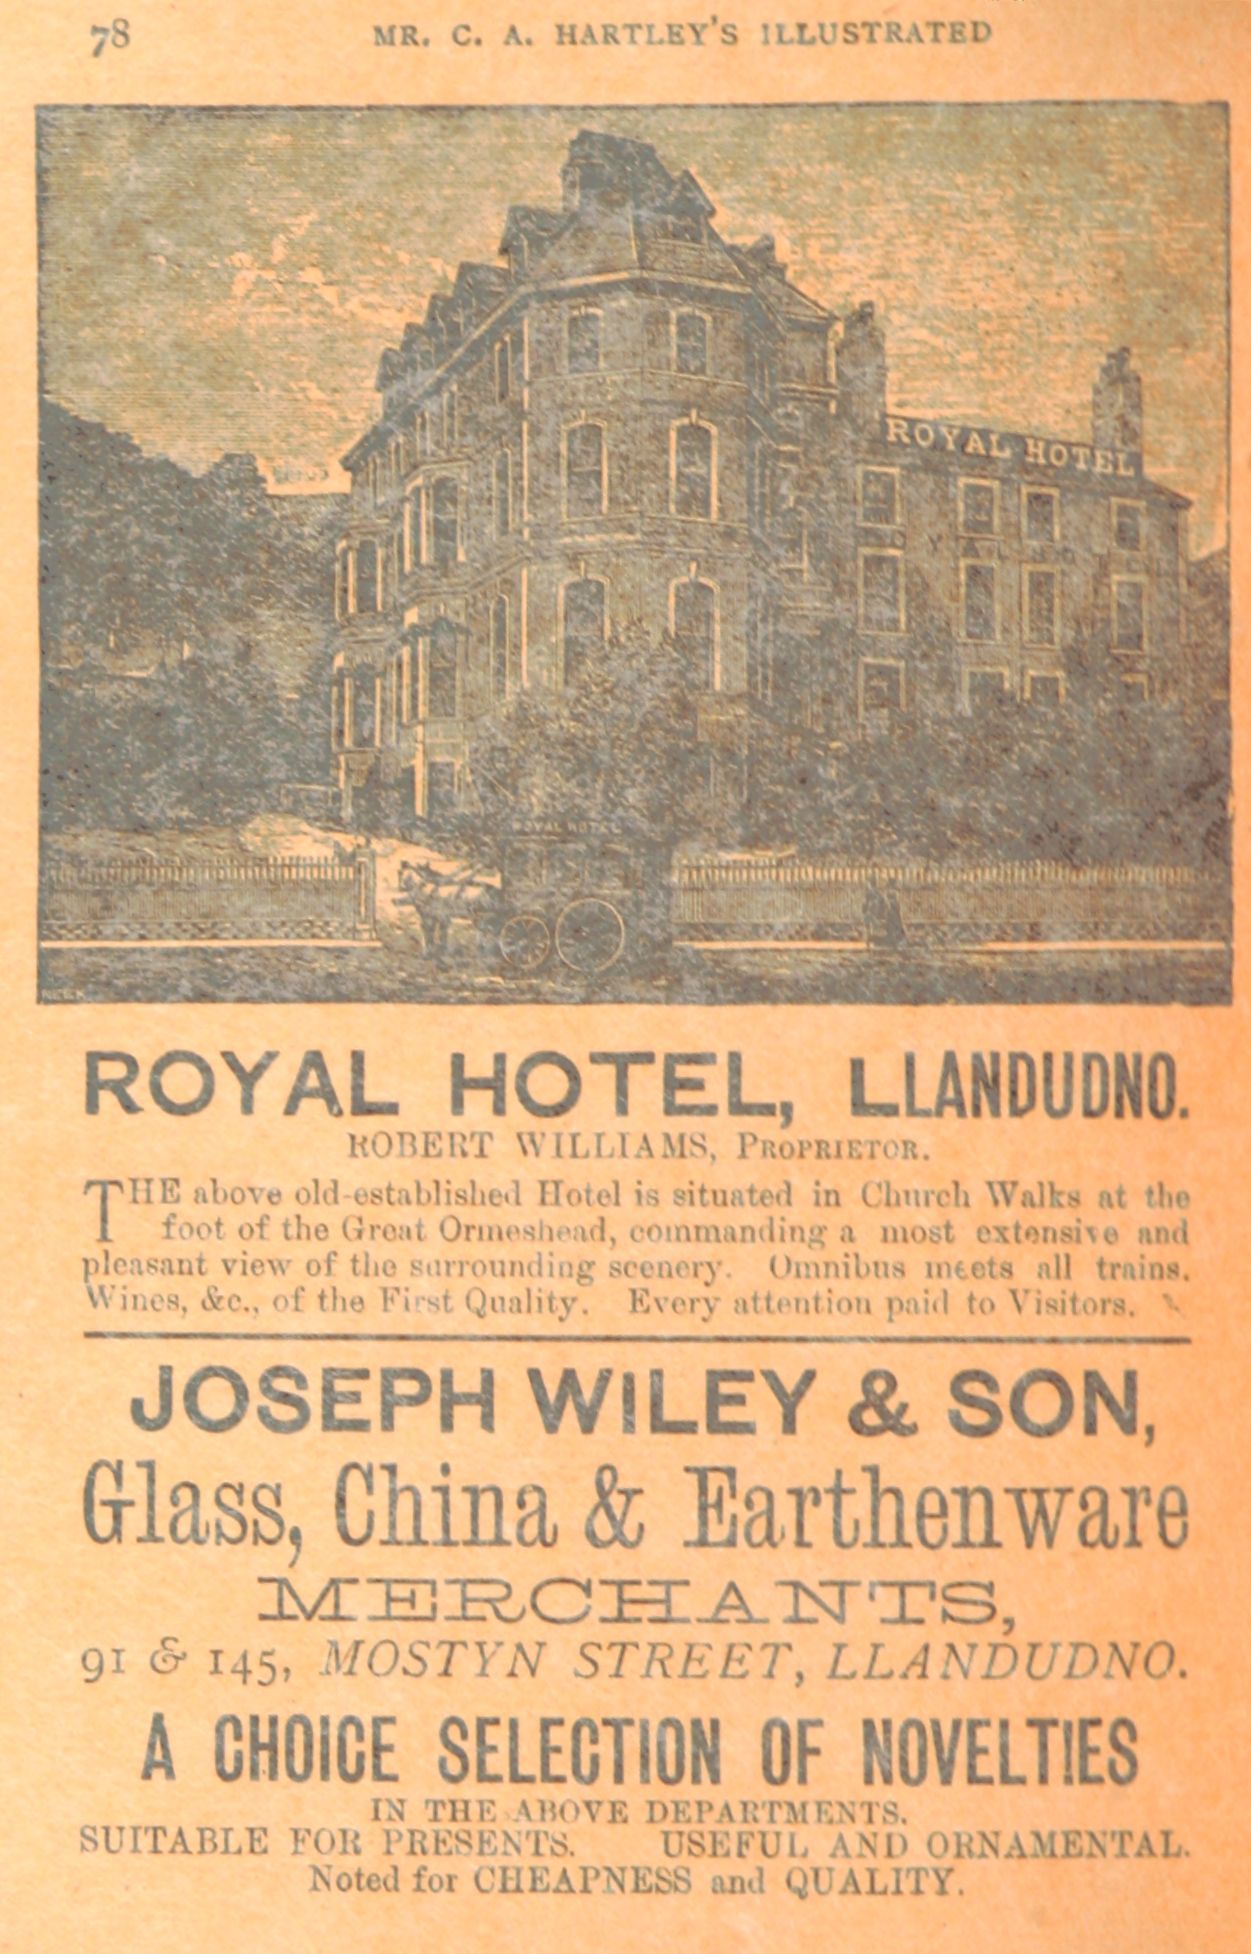 78 MR. C. A. HARTLEY'S ILLUSTRATED
ROYAL HOTEL
ROYAL HOTEL
ROYAL HOTEL, LLANDUDNO.
ROBERT WILLIAMS, PROPRIETOR.
THE above old-established Hotel is situated in Church Walks at the
foot of the Great Ormeshead, commanding a most extensive and
pleasant view of the surrounding scenery. Omnibus meets all trains.
Wines, &c., of the First Quality. Every attention paid to Visitors.
JOSEPH WILEY & SON,
Glass, China & Earthenware
MERCHANTS,
91 & 145, MOSTYN STREET, LLANDUDNO.
A CHOICE SELECTION OF NOVELTIES
IN THE ABOVE DEPARTMENTS.
SUITABLE FOR PRESENTS. USEFUL AND ORNAMENTAL.
Noted for CHEAPNESS and QUALITY.